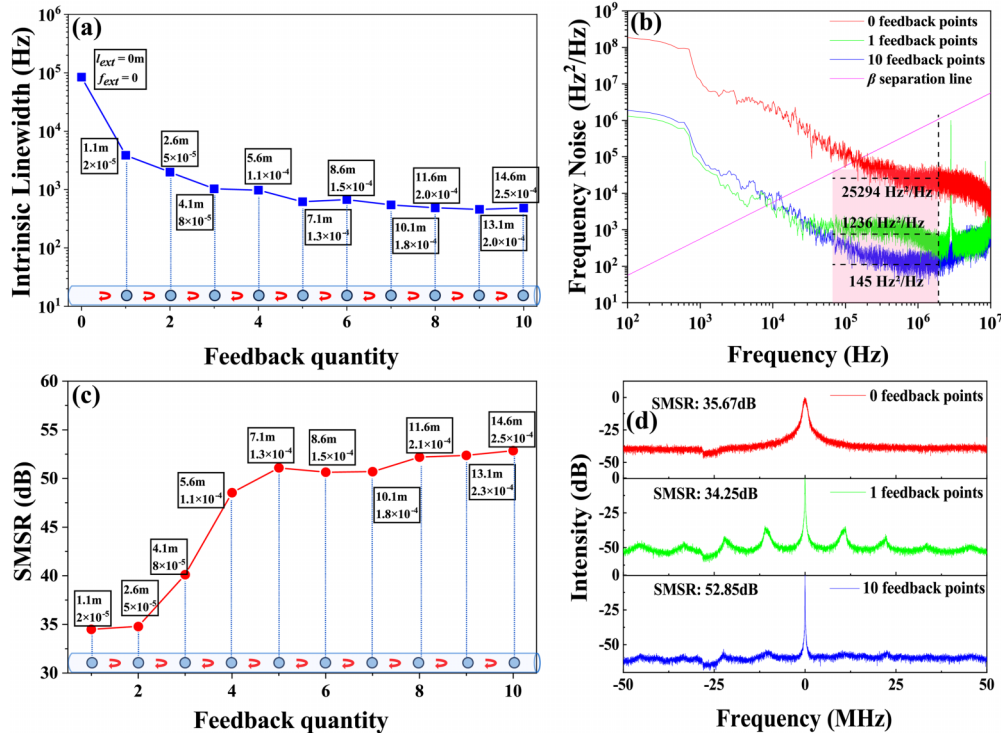 (a)
Intrinsic Linewidth (Hz)
10^6
10^5
10^4
10^3
10^2
10^1
l_ext = 0m
f_ext = 0
1.1m
2×10^-5
2.6m
5×10^-5
4.1m
8×10^-5
5.6m
1.1×10^-4
7.1m
1.3×10^-4
8.6m
1.5×10^-4
10.1m
1.8×10^-4
11.6m
2.0×10^-4
13.1m
2.0×10^-4
14.6m
2.5×10^-4
0 2 4 6 8 10
Feedback quantity
(b)
Frequency Noise (Hz^2/Hz)
10^9
10^8
10^7
10^6
10^5
10^4
10^3
10^2
10^1
0 feedback points
1 feedback points
10 feedback points
β separation line
25294 Hz^2/Hz
1236 Hz^2/Hz
145 Hz^2/Hz
10^2 10^3 10^4 10^5 10^6 10^7
Frequency (Hz)
(c)
SMSR (dB)
60
55
50
45
40
35
30
1.1m
2×10^-5
2.6m
5×10^-5
4.1m
8×10^-5
5.6m
1.1×10^-4
7.1m
1.3×10^-4
8.6m
1.5×10^-4
10.1m
1.8×10^-4
11.6m
2.1×10^-4
13.1m
2.3×10^-4
14.6m
2.5×10^-4
2 4 6 8 10
Feedback quantity
(d)
Intensity (dB)
SMSR: 35.67dB
0 feedback points
0
-25
-50
SMSR: 34.25dB
1 feedback points
-25
-50
SMSR: 52.85dB
10 feedback points
-25
-50
-50 -25 0 25 50
Frequency (MHz)